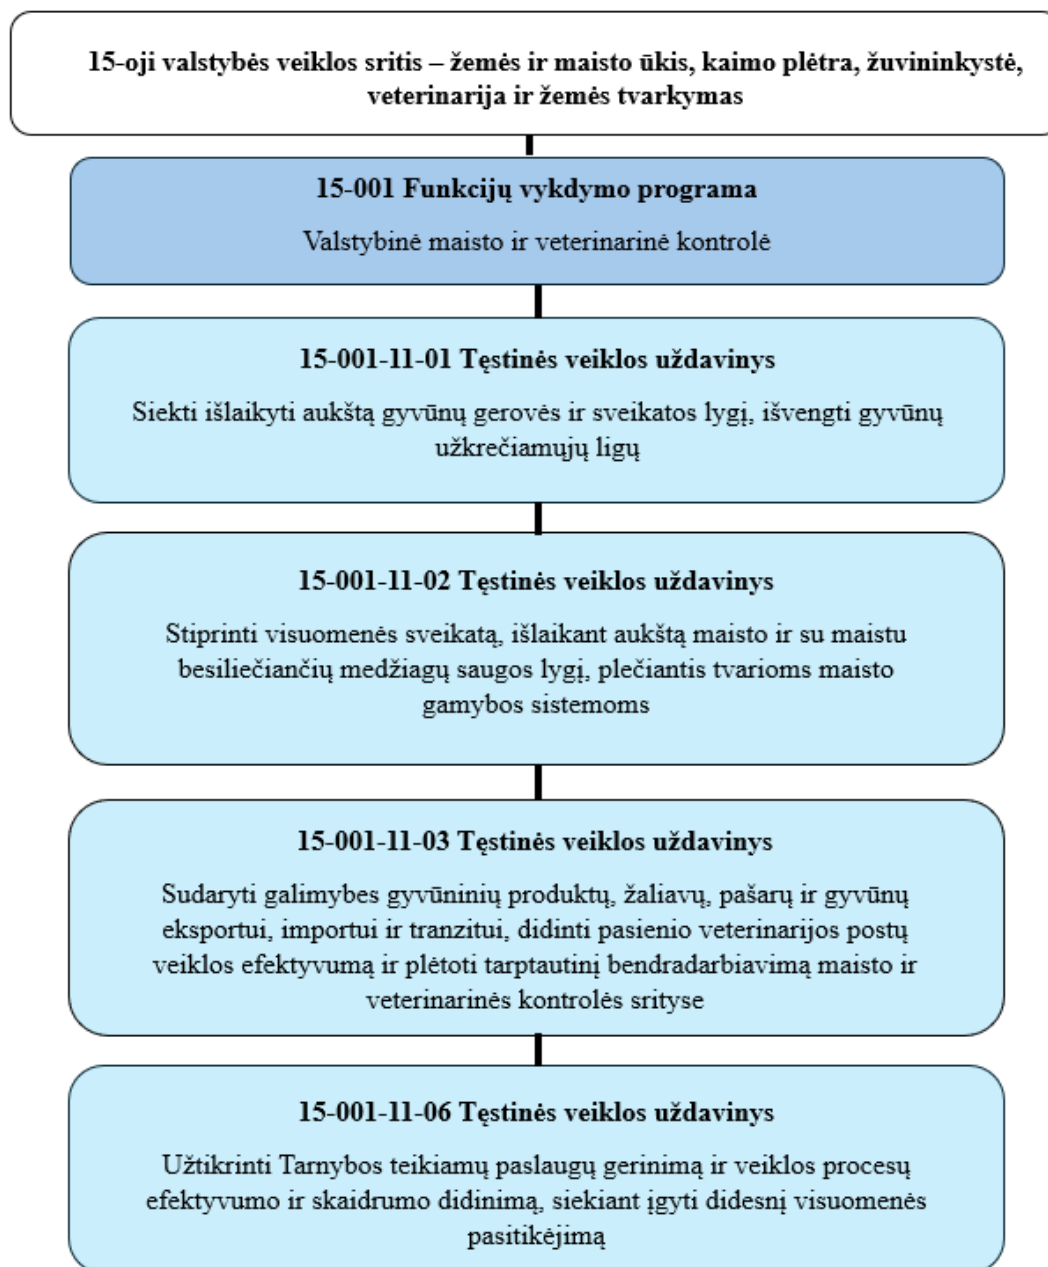 15-oji valstybės veiklos sritis – žemės ir maisto ūkis, kaimo plėtra, žuvininkystė,
veterinarija ir žemės tvarkymas
15-001 Funkcijų vykdymo programa
Valstybinė maisto ir veterinarinė kontrolė
15-001-11-01 Tęstinės veiklos uždavinys
Siekti išlaikyti aukštą gyvūnų gerovės ir sveikatos lygį, išvengti gyvūnų
užkrečiamųjų ligų
15-001-11-02 Tęstinės veiklos uždavinys
Stiprinti visuomenės sveikatą, išlaikant aukštą maisto ir su maistu
besiliečiančių medžiagų saugos lygį, plečiantis tvarioms maisto
gamybos sistemoms
15-001-11-03 Tęstinės veiklos uždavinys
Sudaryti galimybes gyvūninių produktų, žaliavų, pašarų ir gyvūnų
eksportui, importui ir tranzitui, didinti pasienio veterinarijos postų
veiklos efektyvumą ir plėtoti tarptautinį bendradarbiavimą maisto ir
veterinarinės kontrolės srityse
15-001-11-06 Tęstinės veiklos uždavinys
Užtikrinti Tarnybos teikiamų paslaugų gerinimą ir veiklos procesų
efektyvumo ir skaidrumo didinimą, siekiant įgyti didesnį visuomenės
pasitikėjimą